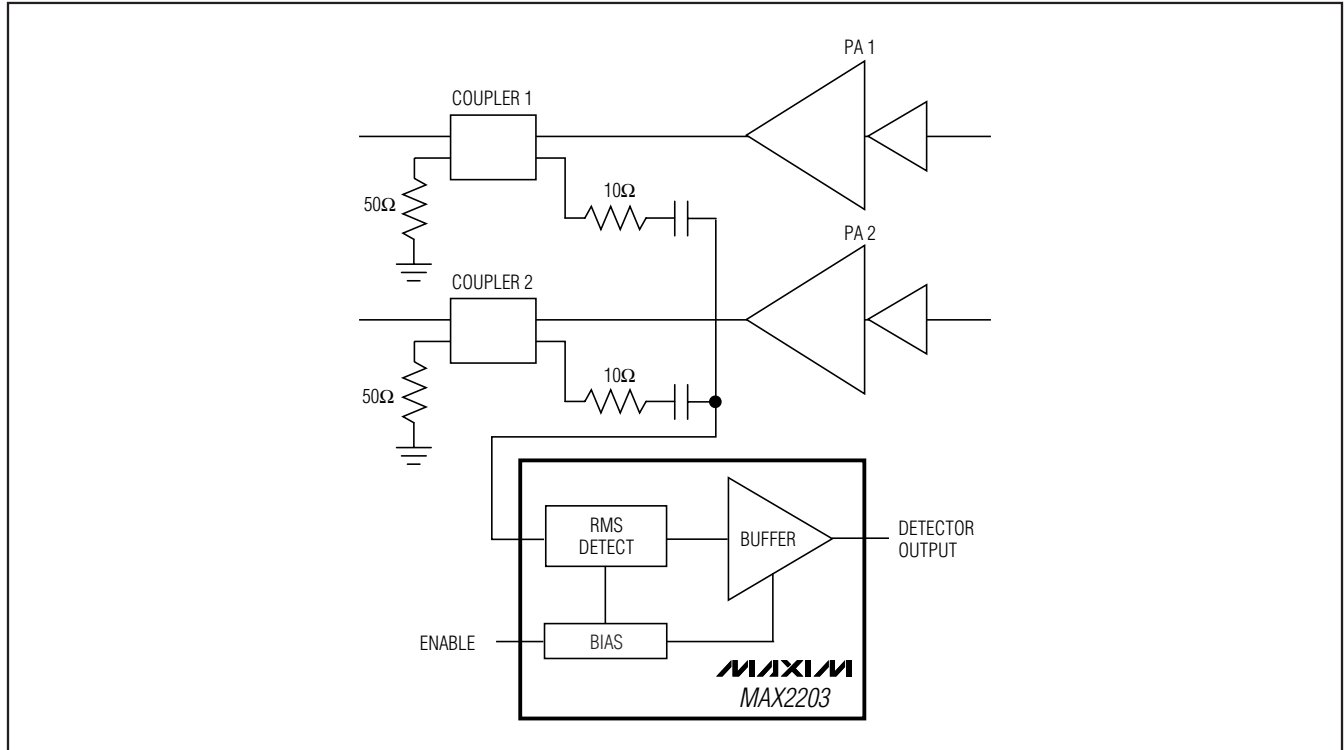 PA 1
COUPLER 1
10Ω
50Ω
PA 2
COUPLER 2
10Ω
50Ω
RMS
DETECT
BUFFER
DETECTOR
OUTPUT
ENABLE
BIAS
MAXIM
MAX2203